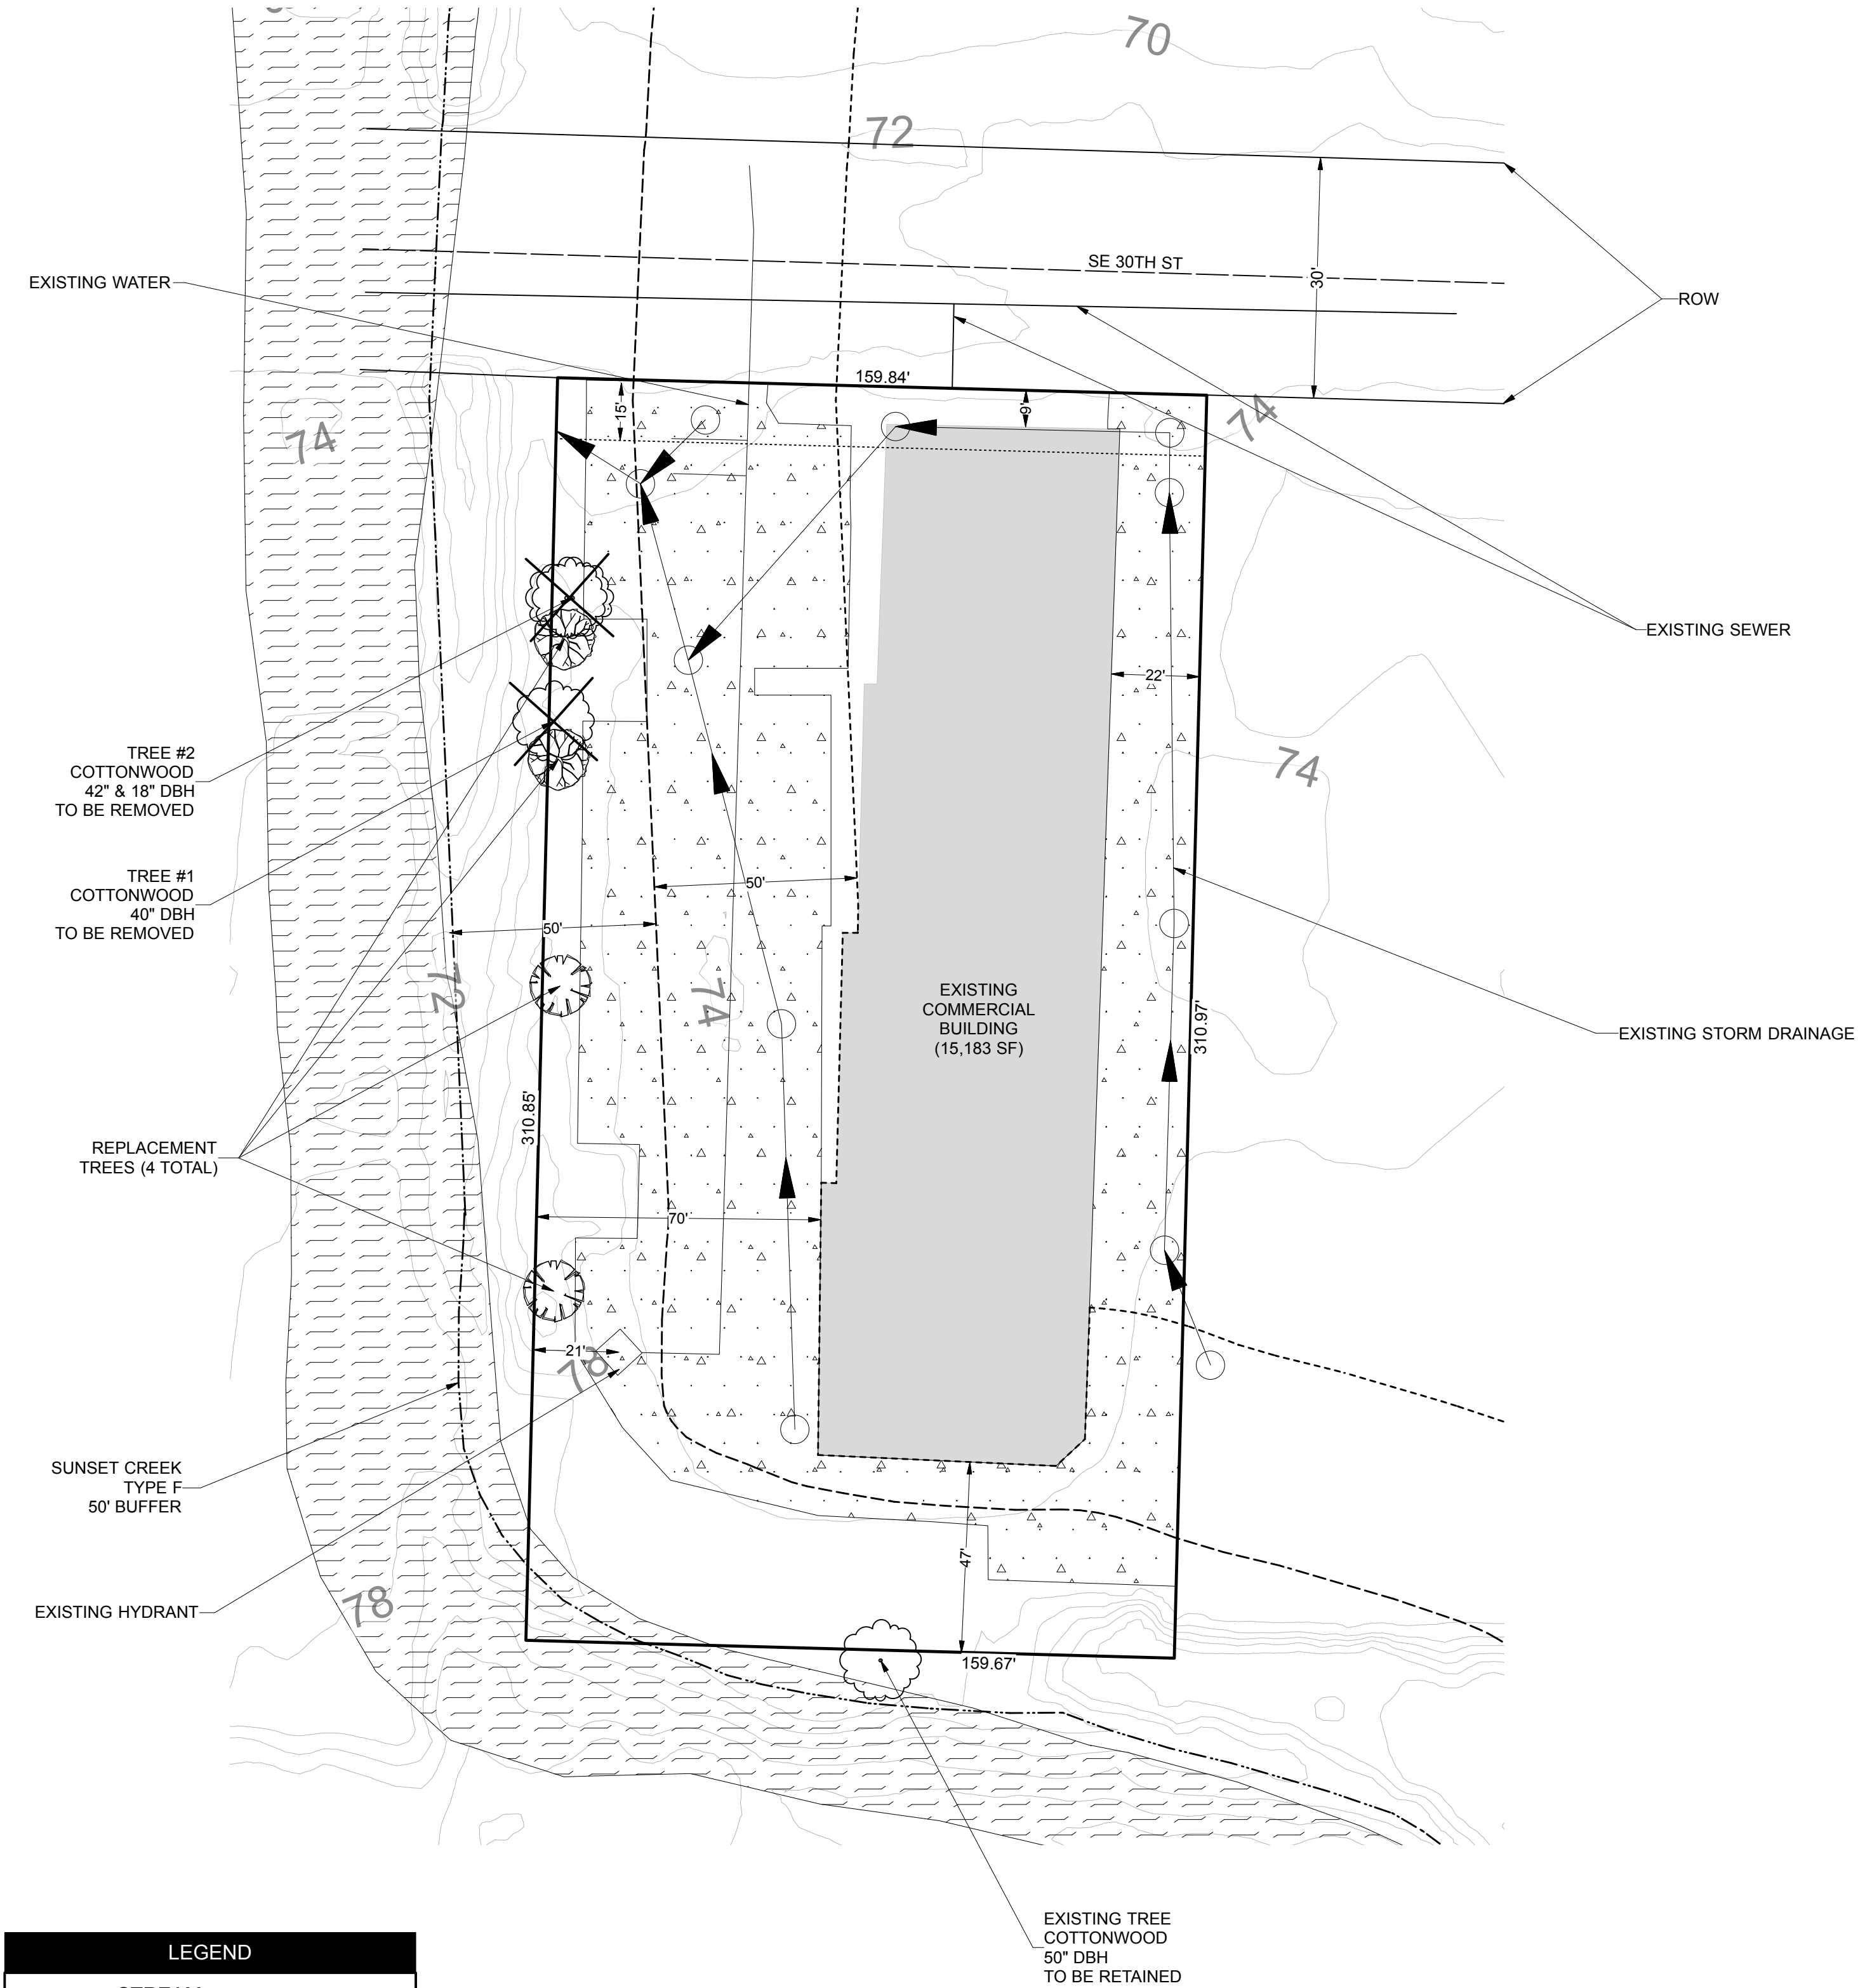 70
72
SE 30TH ST
30'
EXISTING WATER
ROW
159.84'
15'
9'
74
74
EXISTING SEWER
22'
TREE #2
COTTONWOOD
42" & 18" DBH
TO BE REMOVED
74
TREE #1
COTTONWOOD
40" DBH
TO BE REMOVED
50'
50'
72
74
EXISTING
COMMERCIAL
BUILDING
(15,183 SF)
310.97'
EXISTING STORM DRAINAGE
310.85'
REPLACEMENT
TREES (4 TOTAL)
70'
21'
78
SUNSET CREEK
TYPE F
50' BUFFER
47'
78
EXISTING HYDRANT
159.67'
EXISTING TREE
COTTONWOOD
50" DBH
TO BE RETAINED
LEGEND
STREAM